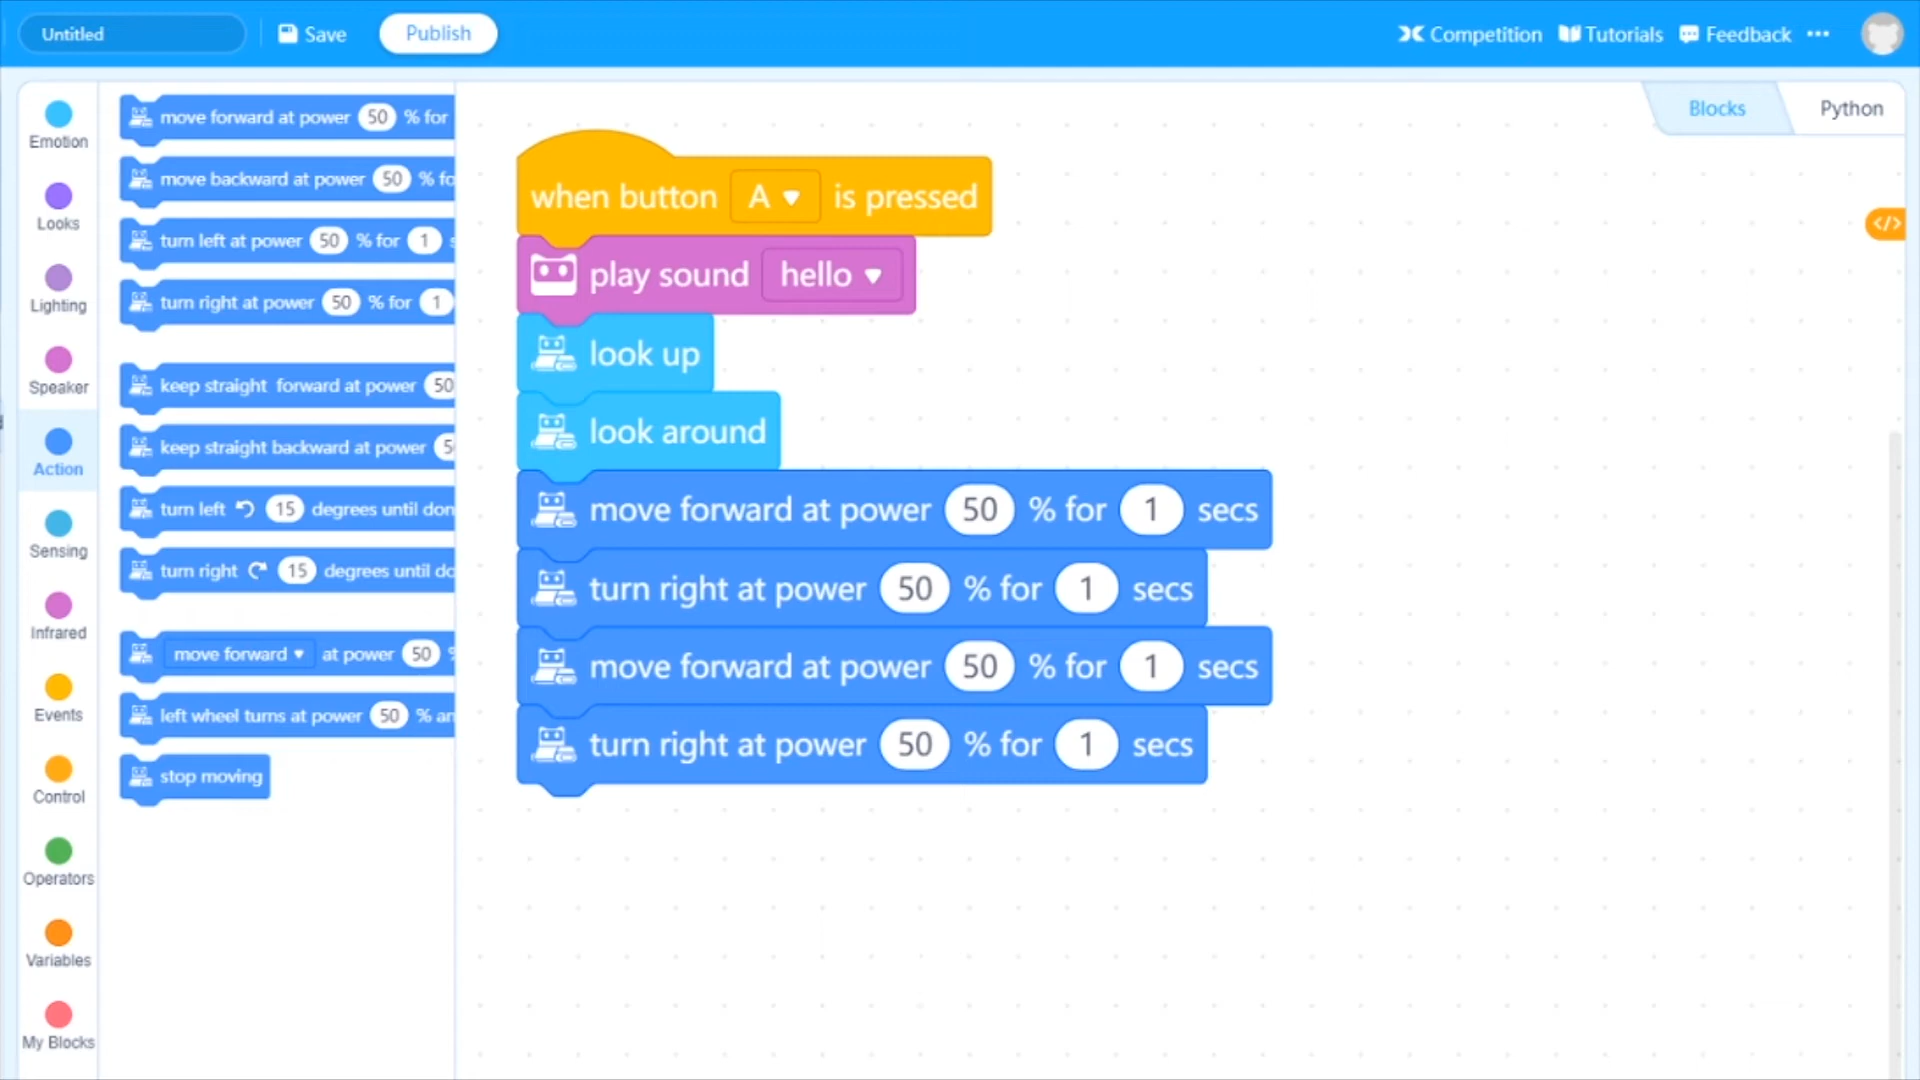 Untitled
Save
Publish
Competition
Tutorials
Feedback
Blocks
Python
Emotion
Looks
Lighting
Speaker
Action
Sensing
Infrared
Events
Control
Operators
Variables
My Blocks
move forward at power 50 % for
move backward at power 50 % fo
turn left at power 50 % for 1 s
turn right at power 50 % for 1
keep straight forward at power 50
keep straight backward at power 5
turn left 15 degrees until don
turn right 15 degrees until do
move forward at power 50 %
left wheel turns at power 50 % an
stop moving
when button A is pressed
play sound hello
look up
look around
move forward at power 50 % for 1 secs
turn right at power 50 % for 1 secs
move forward at power 50 % for 1 secs
turn right at power 50 % for 1 secs
</>